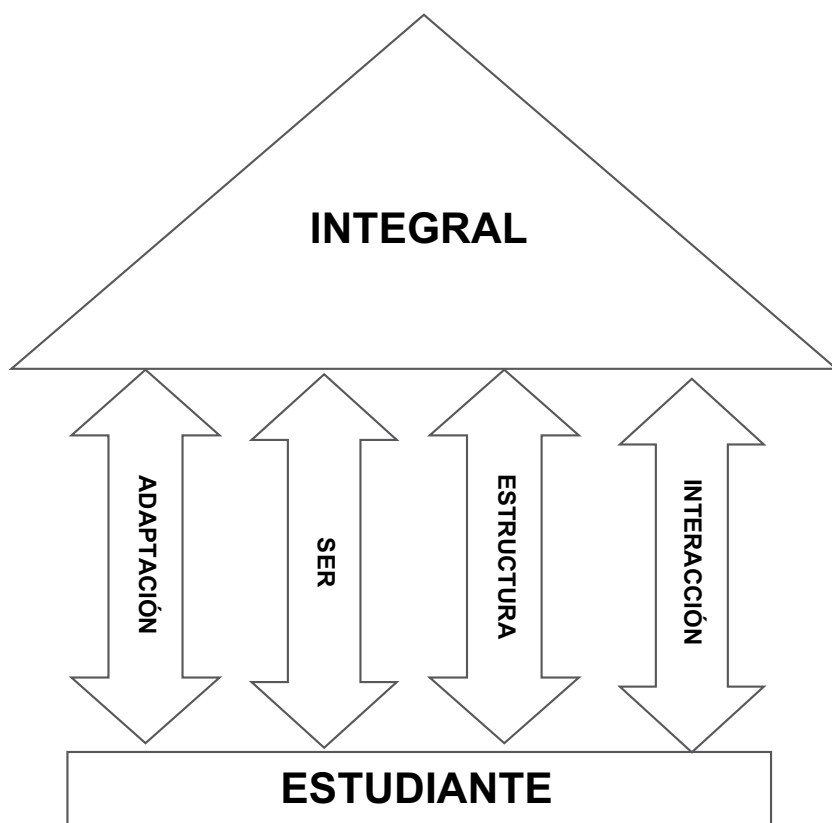 INTEGRAL
ADAPTACIÓN
SER
ESTRUCTURA
INTERACCIÓN
ESTUDIANTE